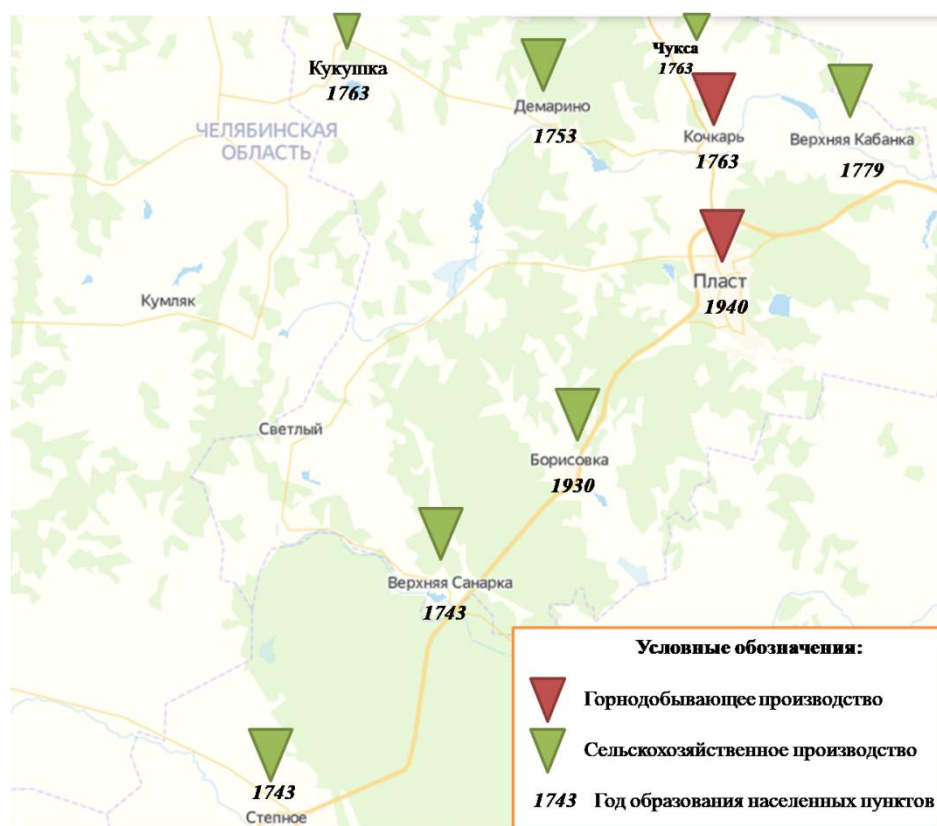 Кукушка
1763
Чукса
1763
Демарино
1753
Кочкарь
1763
Верхняя Кабанка
1779
ЧЕЛЯБИНСКАЯ
ОБЛАСТЬ
Пласт
1940
Кумляк
Светлый
Борисовка
1930
Верхняя Санарка
1743
1743
Степное
Условные обозначения:
Горнодобывающее производство
Сельскохозяйственное производство
1743 Год образования населенных пунктов